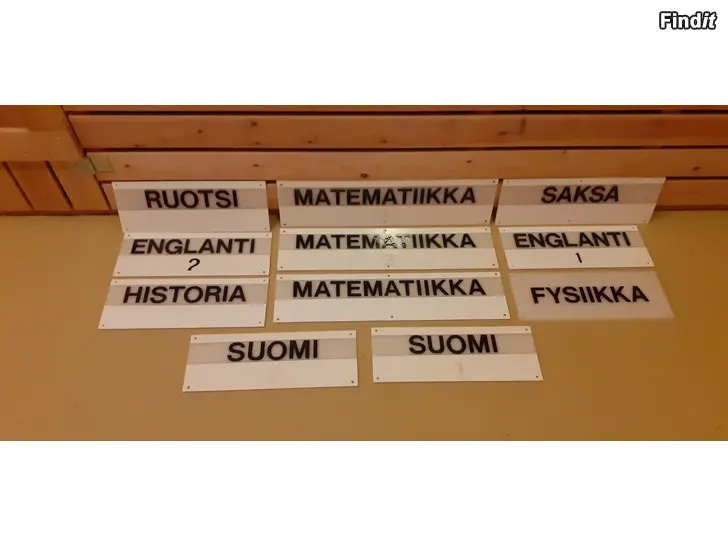 Findit
RUOTSI
MATEMATIIKKA
SAKSA
ENGLANTI
2
MATEMATIIKKA
ENGLANTI
1
HISTORIA
MATEMATIIKKA
FYSIIKKA
SUOMI
SUOMI